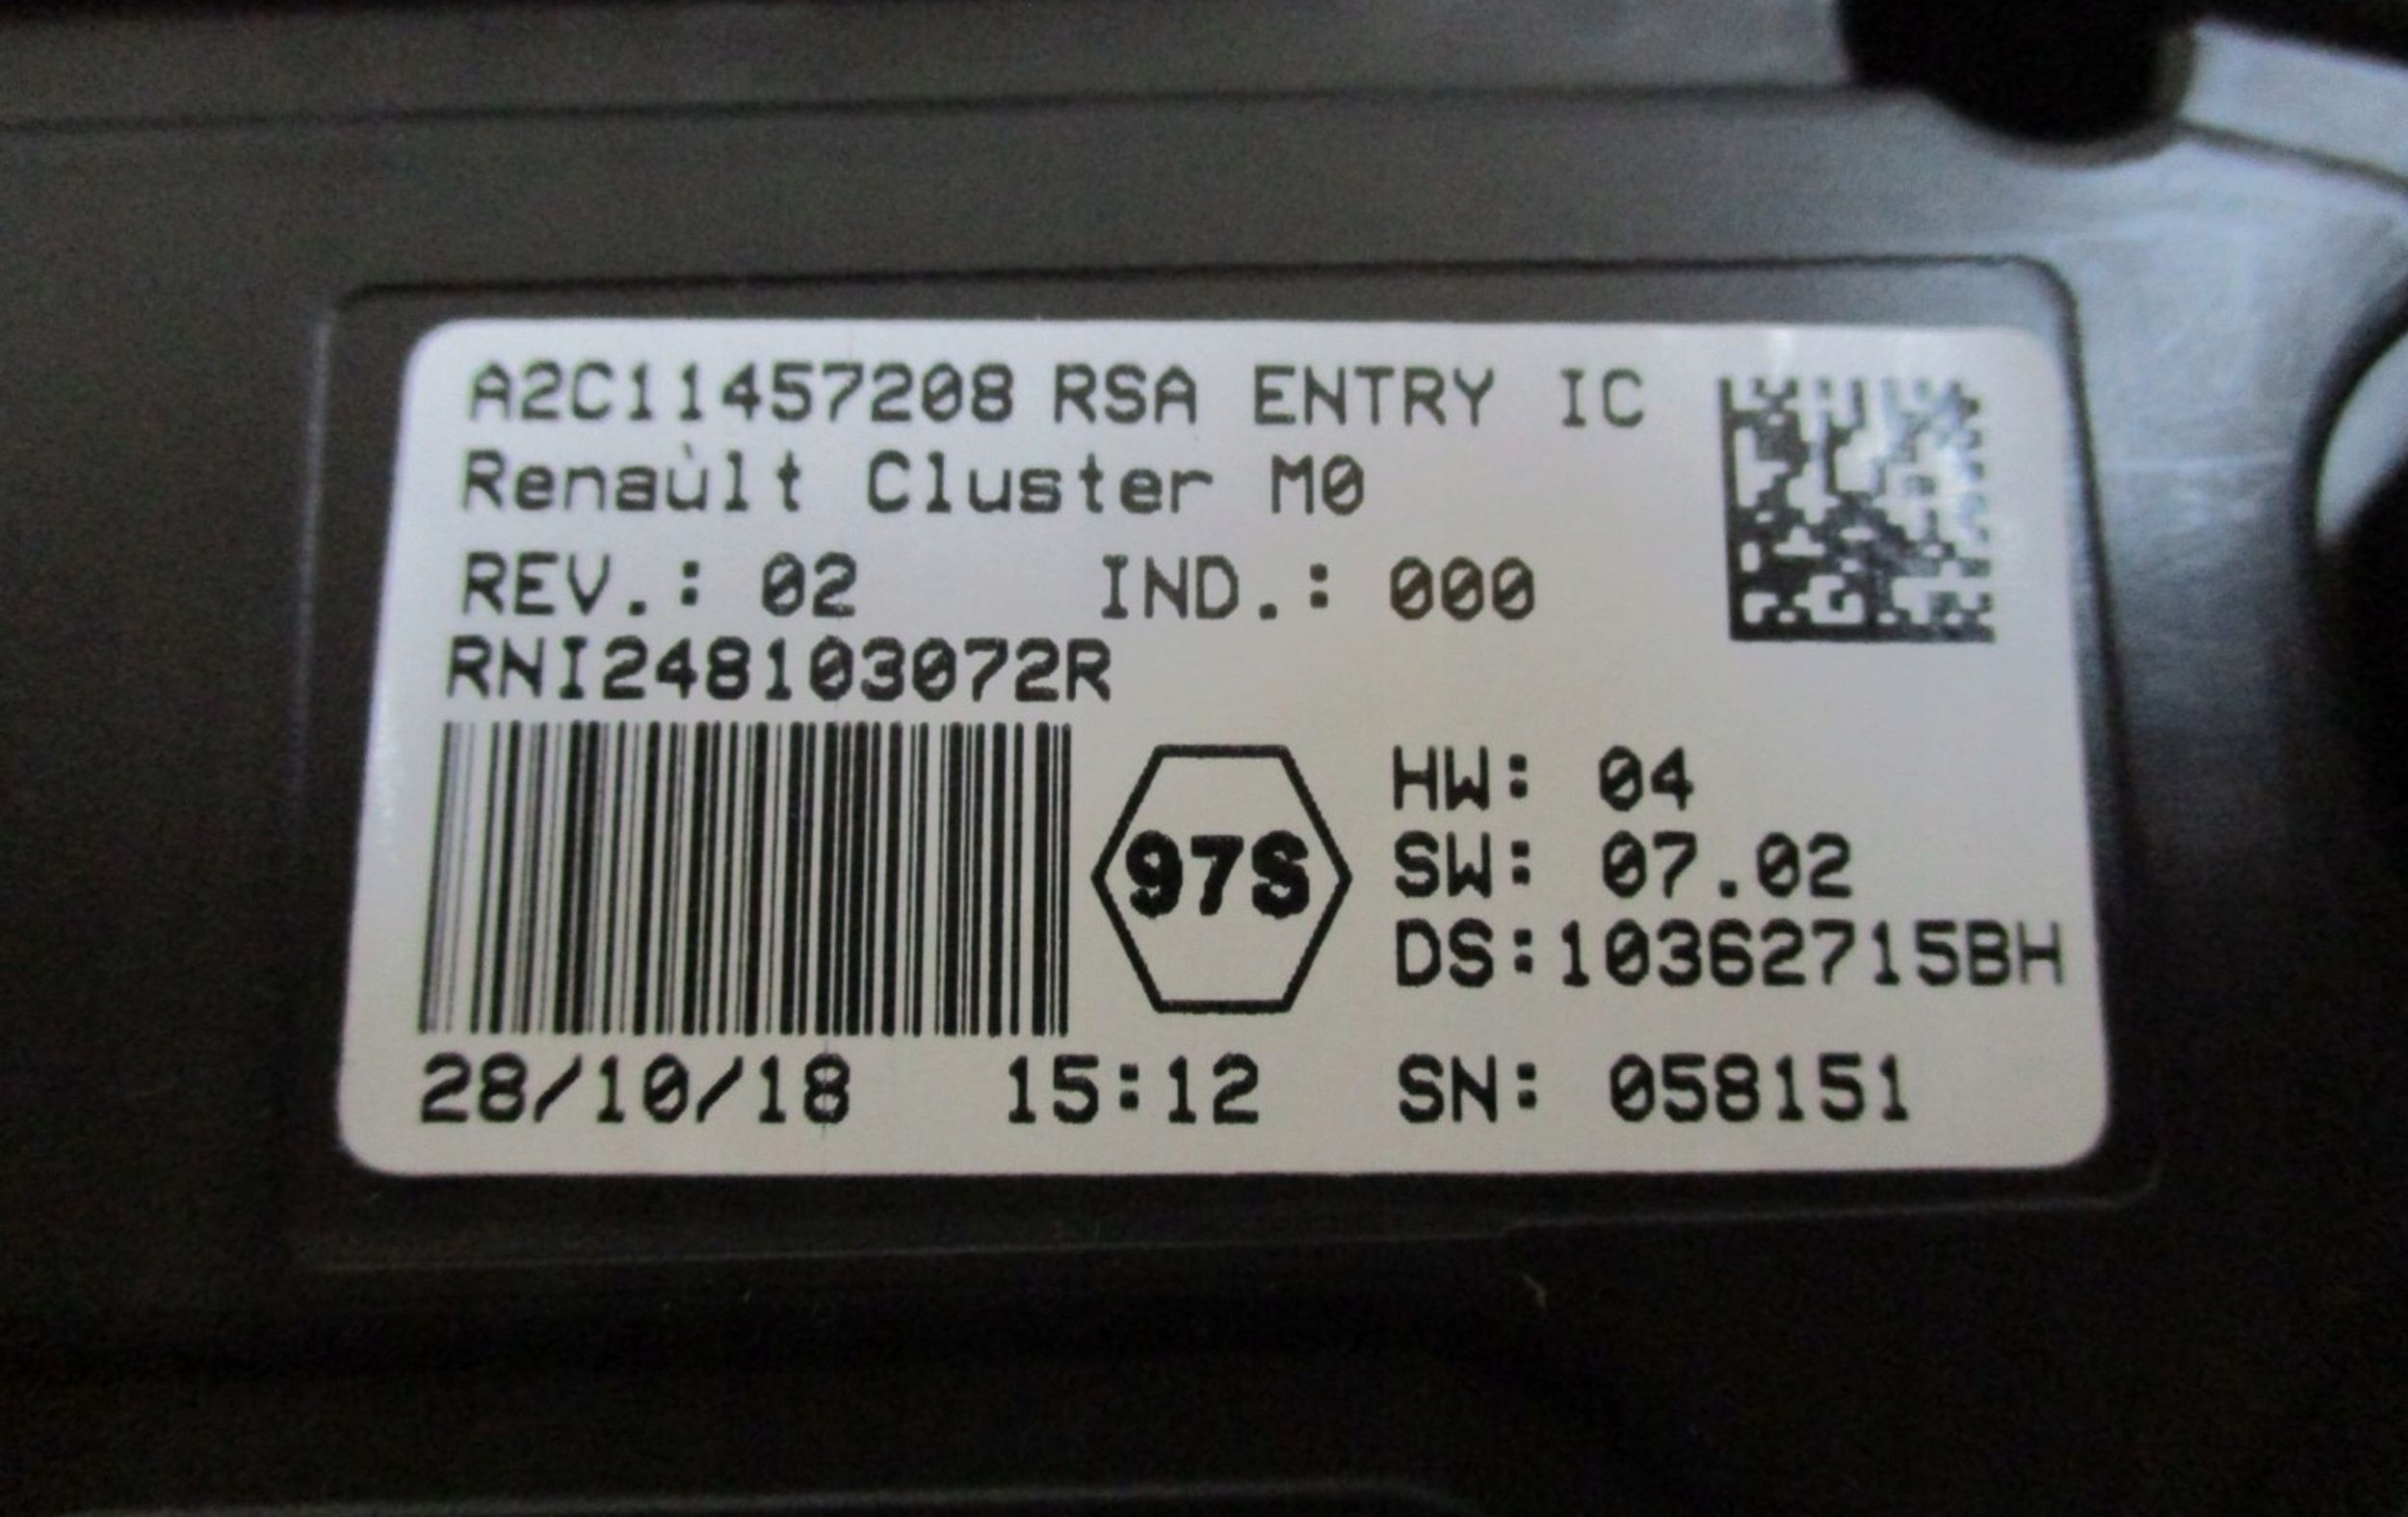 A2C11457208 RSA ENTRY IC
Renaùlt Cluster M0
REV.: 02 IND.: 000
RNI248103072R
97S
HW: 04
SW: 07.02
DS:10362715BH
28/10/18 15:12 SN: 058151